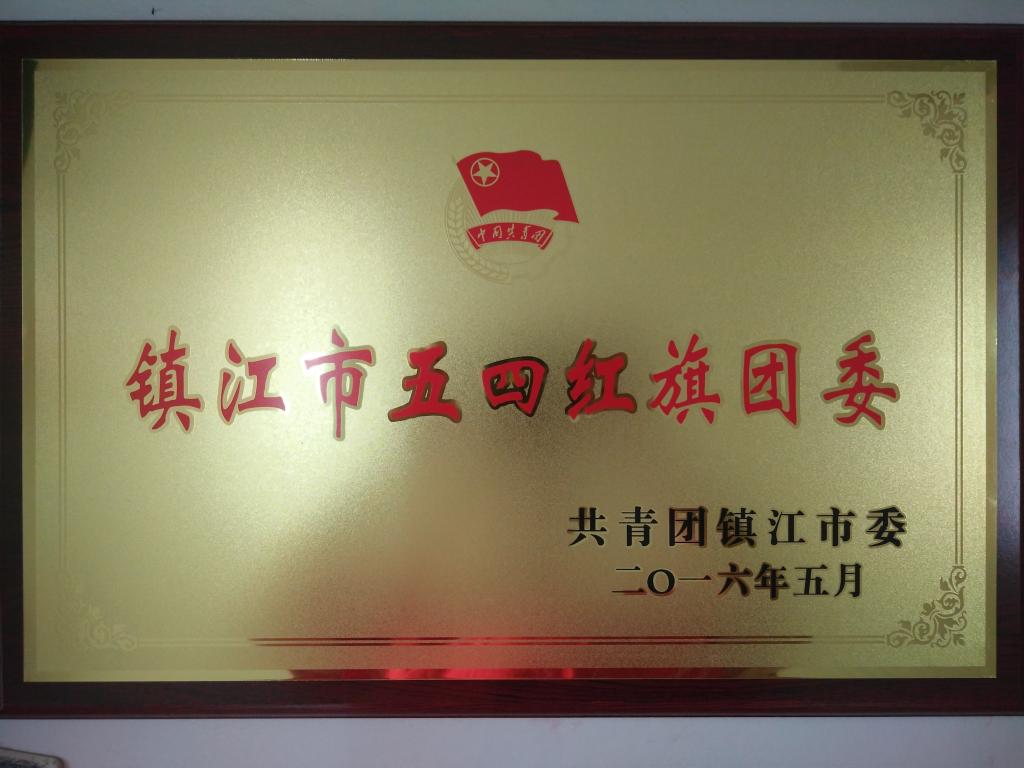 中国共青团
镇江市五四红旗团委
共青团镇江市委
二〇一六年五月